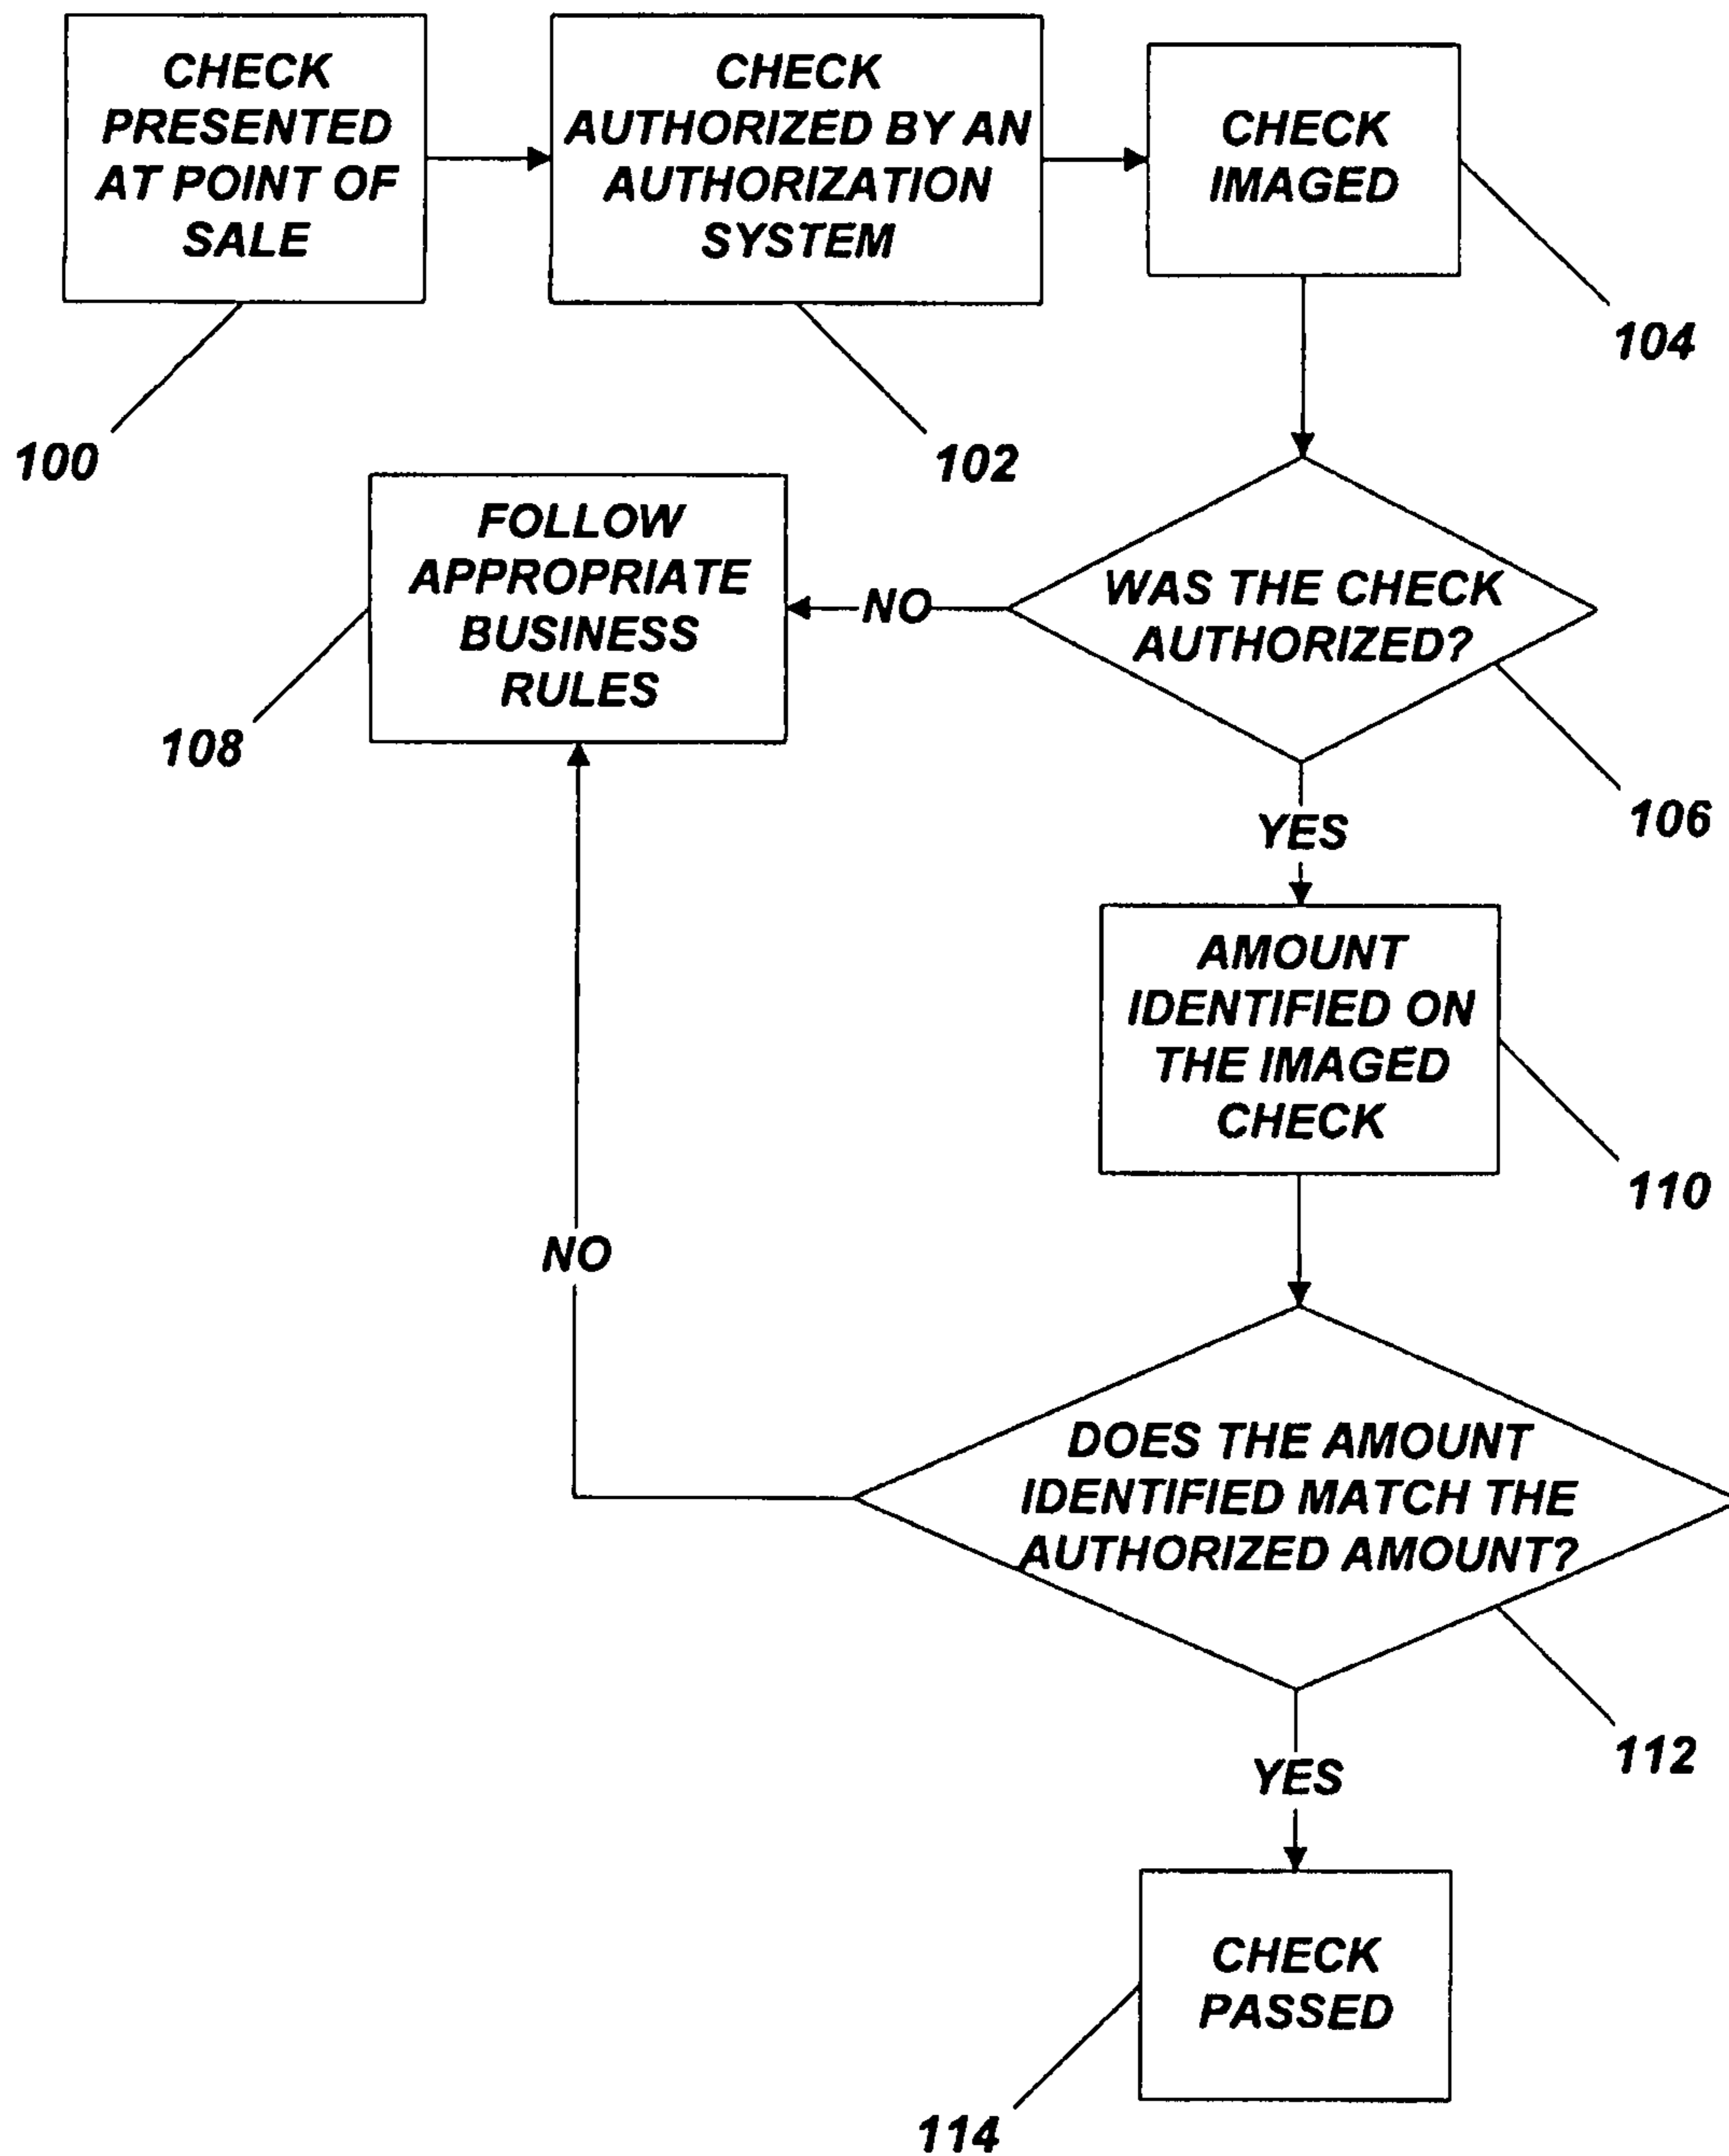 CHECK
PRESENTED
AT POINT OF
SALE
100
CHECK
AUTHORIZED BY AN
AUTHORIZATION
SYSTEM
102
CHECK
IMAGED
104
WAS THE CHECK
AUTHORIZED?
106
NO
FOLLOW
APPROPRIATE
BUSINESS
RULES
108
YES
AMOUNT
IDENTIFIED ON
THE IMAGED
CHECK
110
DOES THE AMOUNT
IDENTIFIED MATCH THE
AUTHORIZED AMOUNT?
112
NO
YES
CHECK
PASSED
114